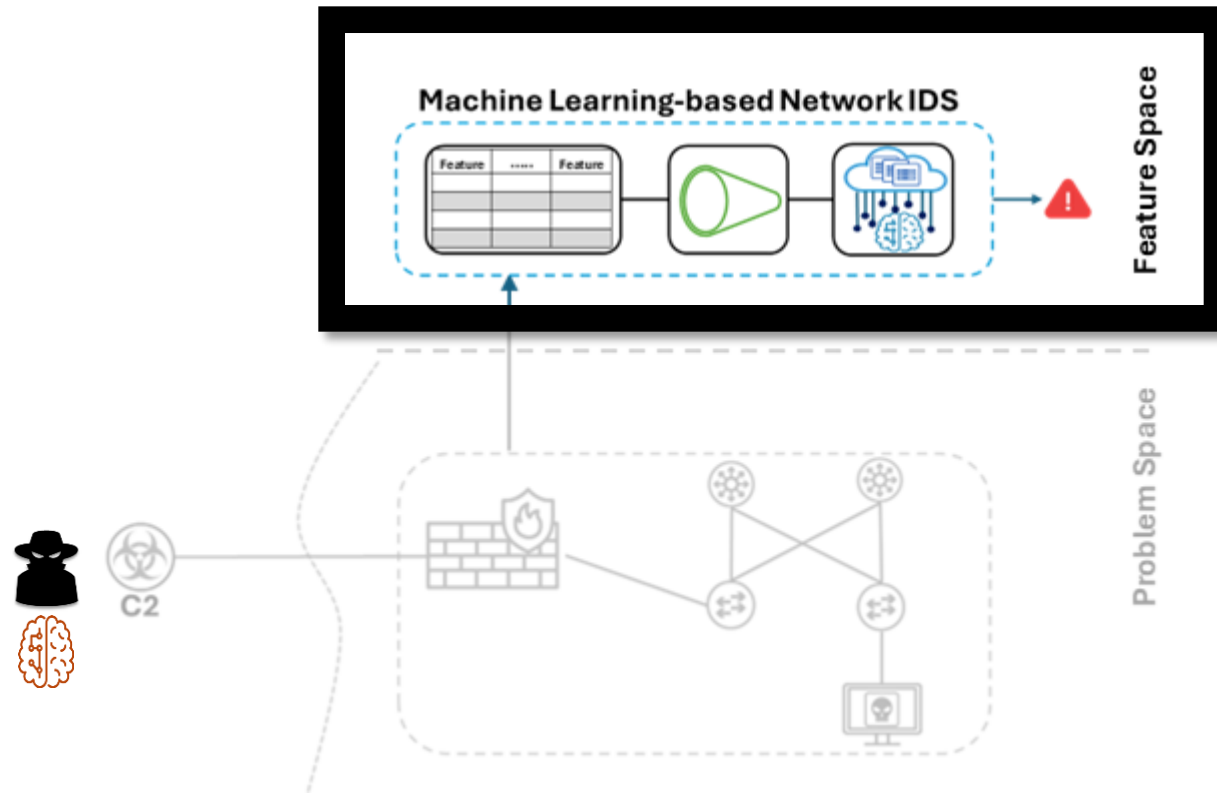 Machine Learning-based Network IDS
Feature ..... Feature
Feature Space
Problem Space
C2